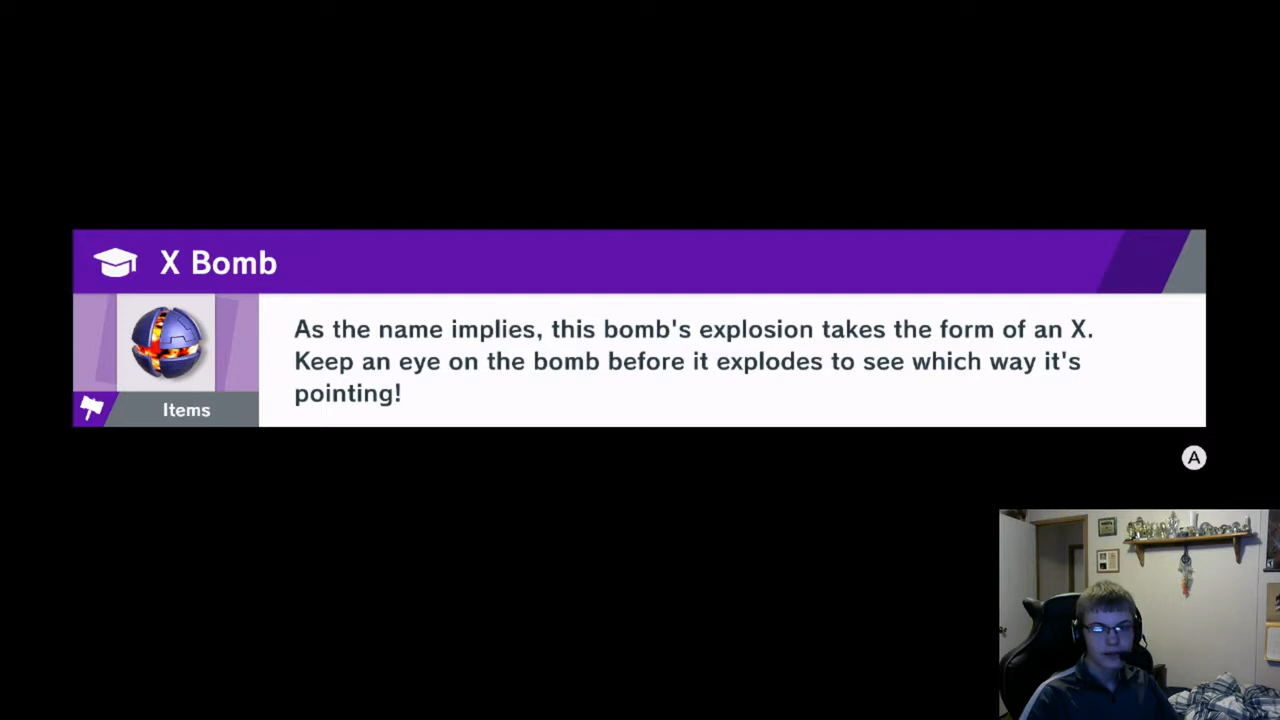 X Bomb
As the name implies, this bomb's explosion takes the form of an X.
Keep an eye on the bomb before it explodes to see which way it's
pointing!
Items
A